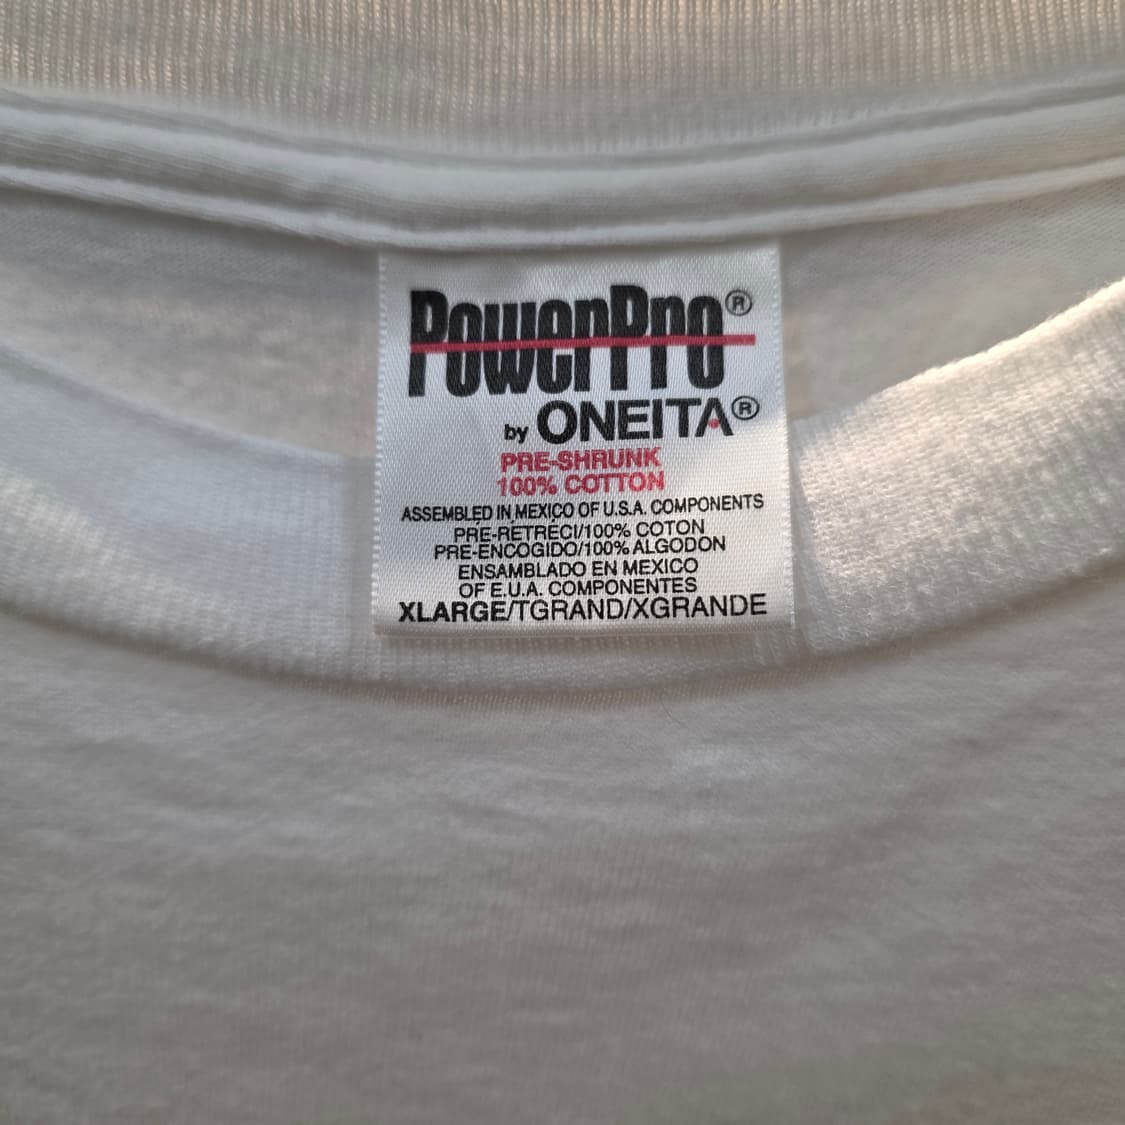 PowerPro®
by ONEITA®
PRE-SHRUNK
100% COTTON
ASSEMBLED IN MEXICO OF U.S.A. COMPONENTS
PRÉ-RÉTRÉCI/100% COTON
PRE-ENCOGIDO/100% ALGODON
ENSAMBLADO EN MEXICO
OF E.U.A. COMPONENTES
XLARGE/TGRAND/XGRANDE